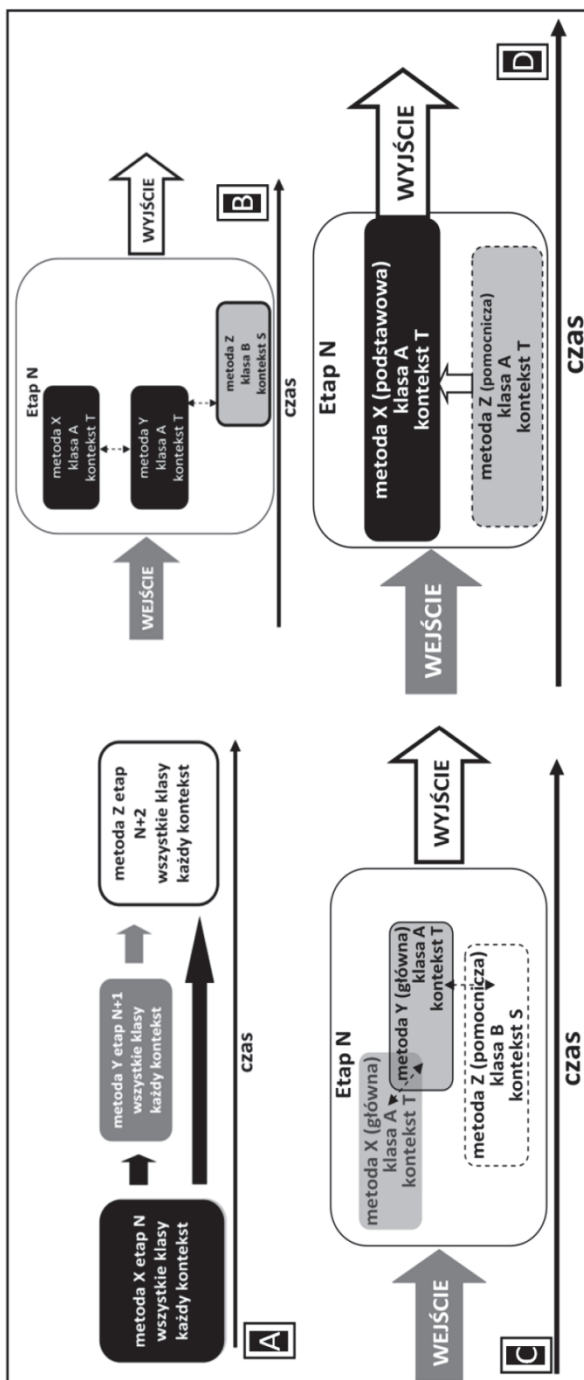 metoda X etap N
wszystkie klasy
każdy kontekst
metoda Y etap N+1
wszystkie klasy
każdy kontekst
metoda Z etap
N+2
wszystkie klasy
każdy kontekst
czas
A
WEJŚCIE
Etap N
metoda X
klasa A
kontekst T
metoda Y
klasa A
kontekst T
metoda Z
klasa B
kontekst S
WYJŚCIE
czas
B
WEJŚCIE
Etap N
metoda X (główna)
klasa A
kontekst T
metoda Y (główna)
klasa A
kontekst T
metoda Z (pomocnicza)
klasa B
kontekst S
WYJŚCIE
czas
C
WEJŚCIE
Etap N
metoda X (podstawowa)
klasa A
kontekst T
metoda Z (pomocnicza)
klasa A
kontekst T
WYJŚCIE
czas
D